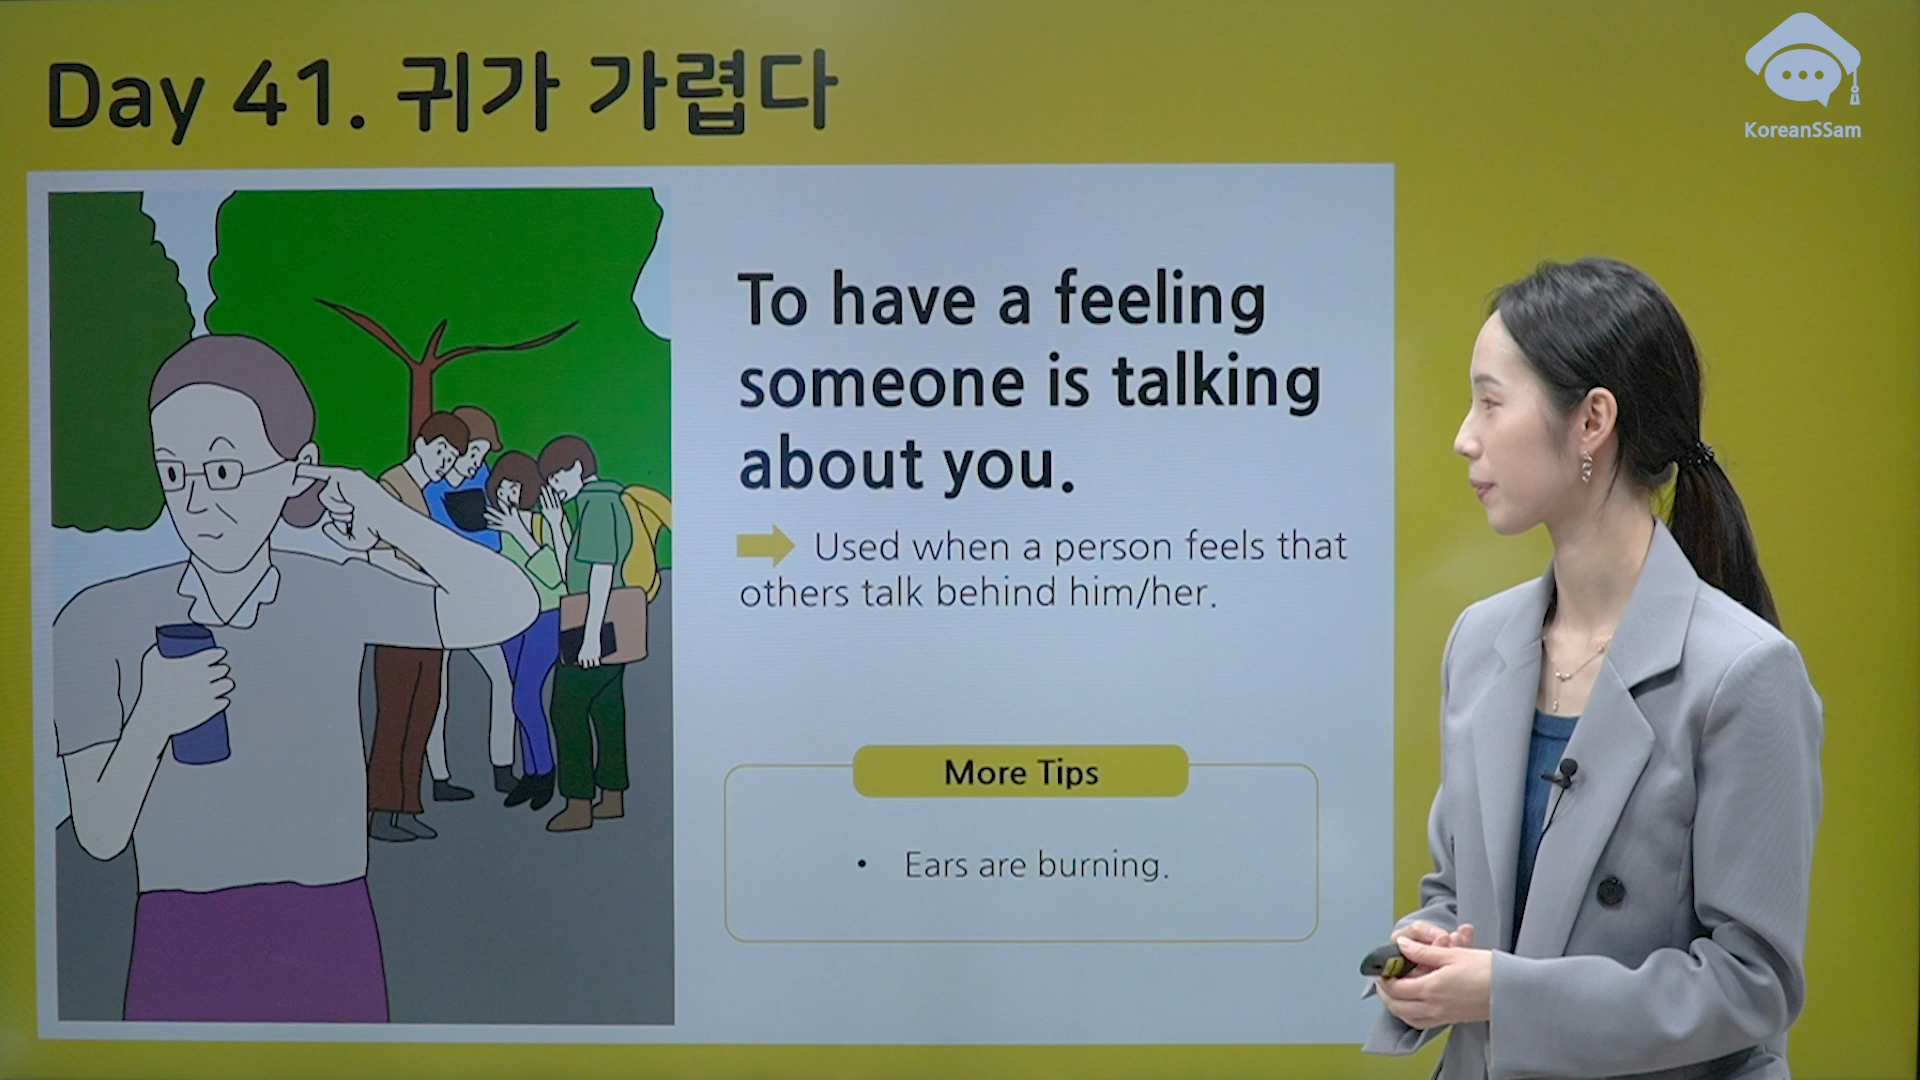 Day 41. 귀가 가렵다
KoreanSSam
To have a feeling
someone is talking
about you.
Used when a person feels that
others talk behind him/her.
More Tips
• Ears are burning.